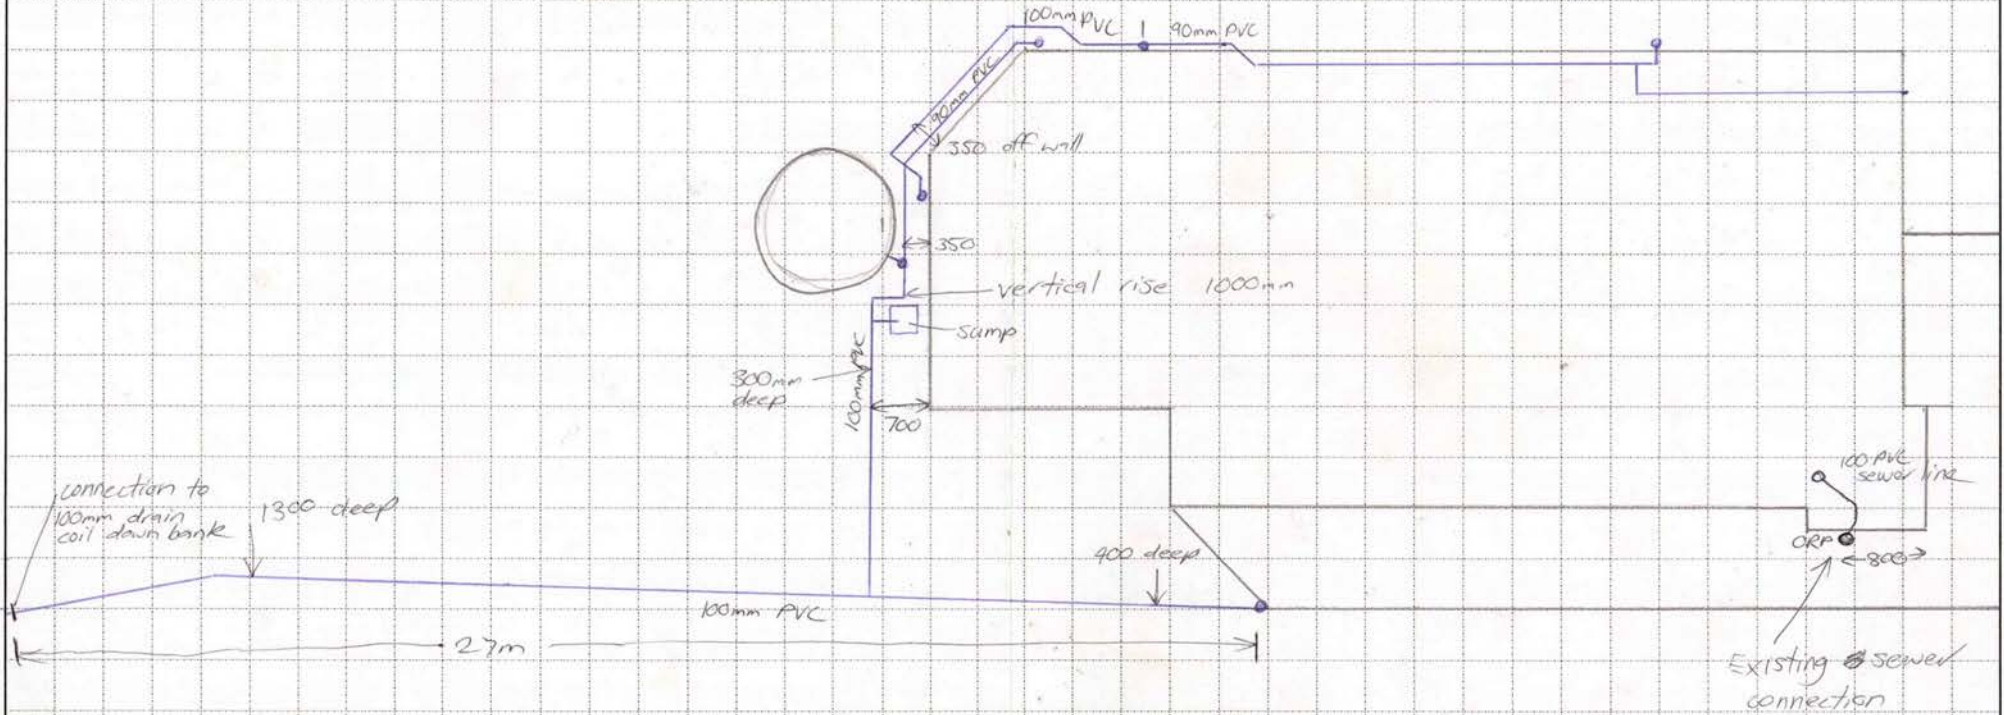 100mm PVC
90mm PVC
90mm PVC
350 off wall
350
vertical rise 1000mm
sump
100mm PVC
300mm
deep
700
connection to
100mm drain
coil down bank
1300 deep
400 deep
100mm PVC
27m
100 PVC
sewer line
ORP
800
Existing sewer
connection